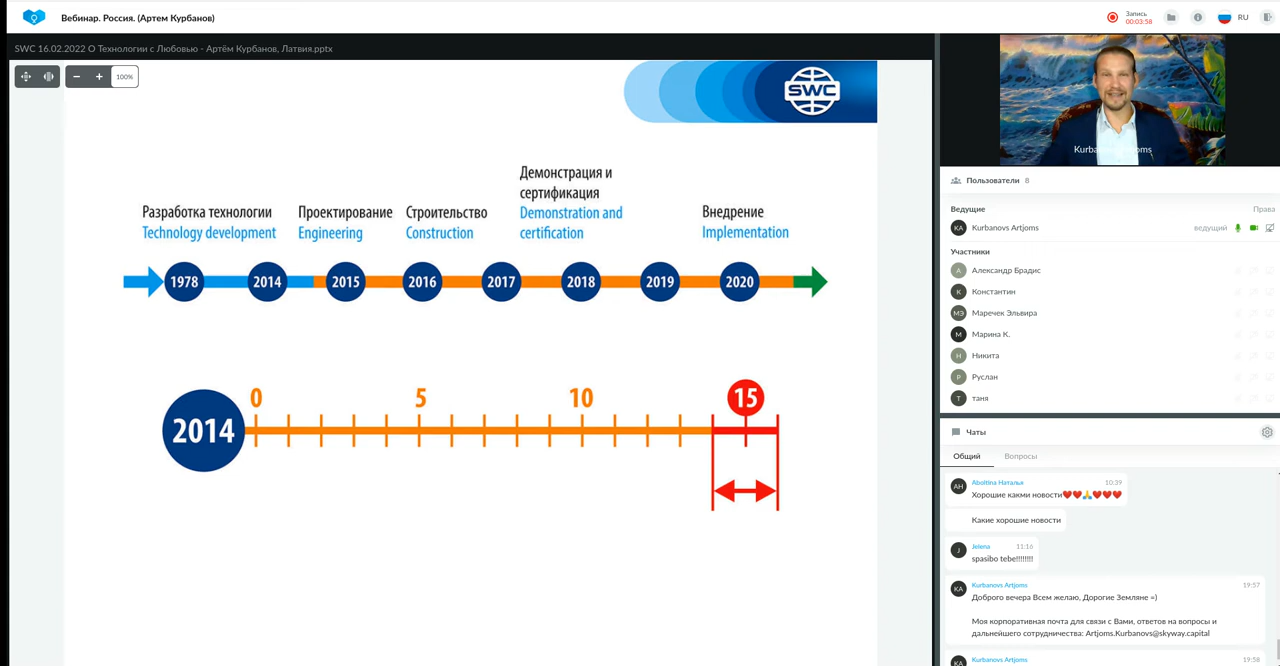 Вебинар. Россия. (Артем Курбанов)
Запись
00:03:58
RU
SWC 16.02.2022 О Технологии с Любовью - Артём Курбанов, Латвия.pptx
100%
SWC
Разработка технологии
Technology development
Проектирование
Engineering
Строительство
Construction
Демонстрация и
сертификация
Demonstration and
certification
Внедрение
Implementation
1978 2014 2015 2016 2017 2018 2019 2020
2014
0 5 10 15
Пользователи 8
Ведущие Права
KA Kurbanovs Artjoms ведущий
Участники
А Александр Брадис
К Константин
МЭ Маречек Эльвира
М Марина К.
Н Никита
Р Руслан
Т таня
Чаты
Общий Вопросы
АН Aboltina Наталья 10:39
Хорошие какми новости❤️❤️🙏❤️❤️❤️
Какие хорошие новости
J Jelena 11:16
spasibo tebe!!!!!!!!
KA Kurbanovs Artjoms 19:57
Доброго вечера Всем желаю, Дорогие Земляне =)
Моя корпоративная почта для связи с Вами, ответов на вопросы и
дальнейшего сотрудничества: Artjoms.Kurbanovs@skyway.capital
KA Kurbanovs Artjoms 19:58